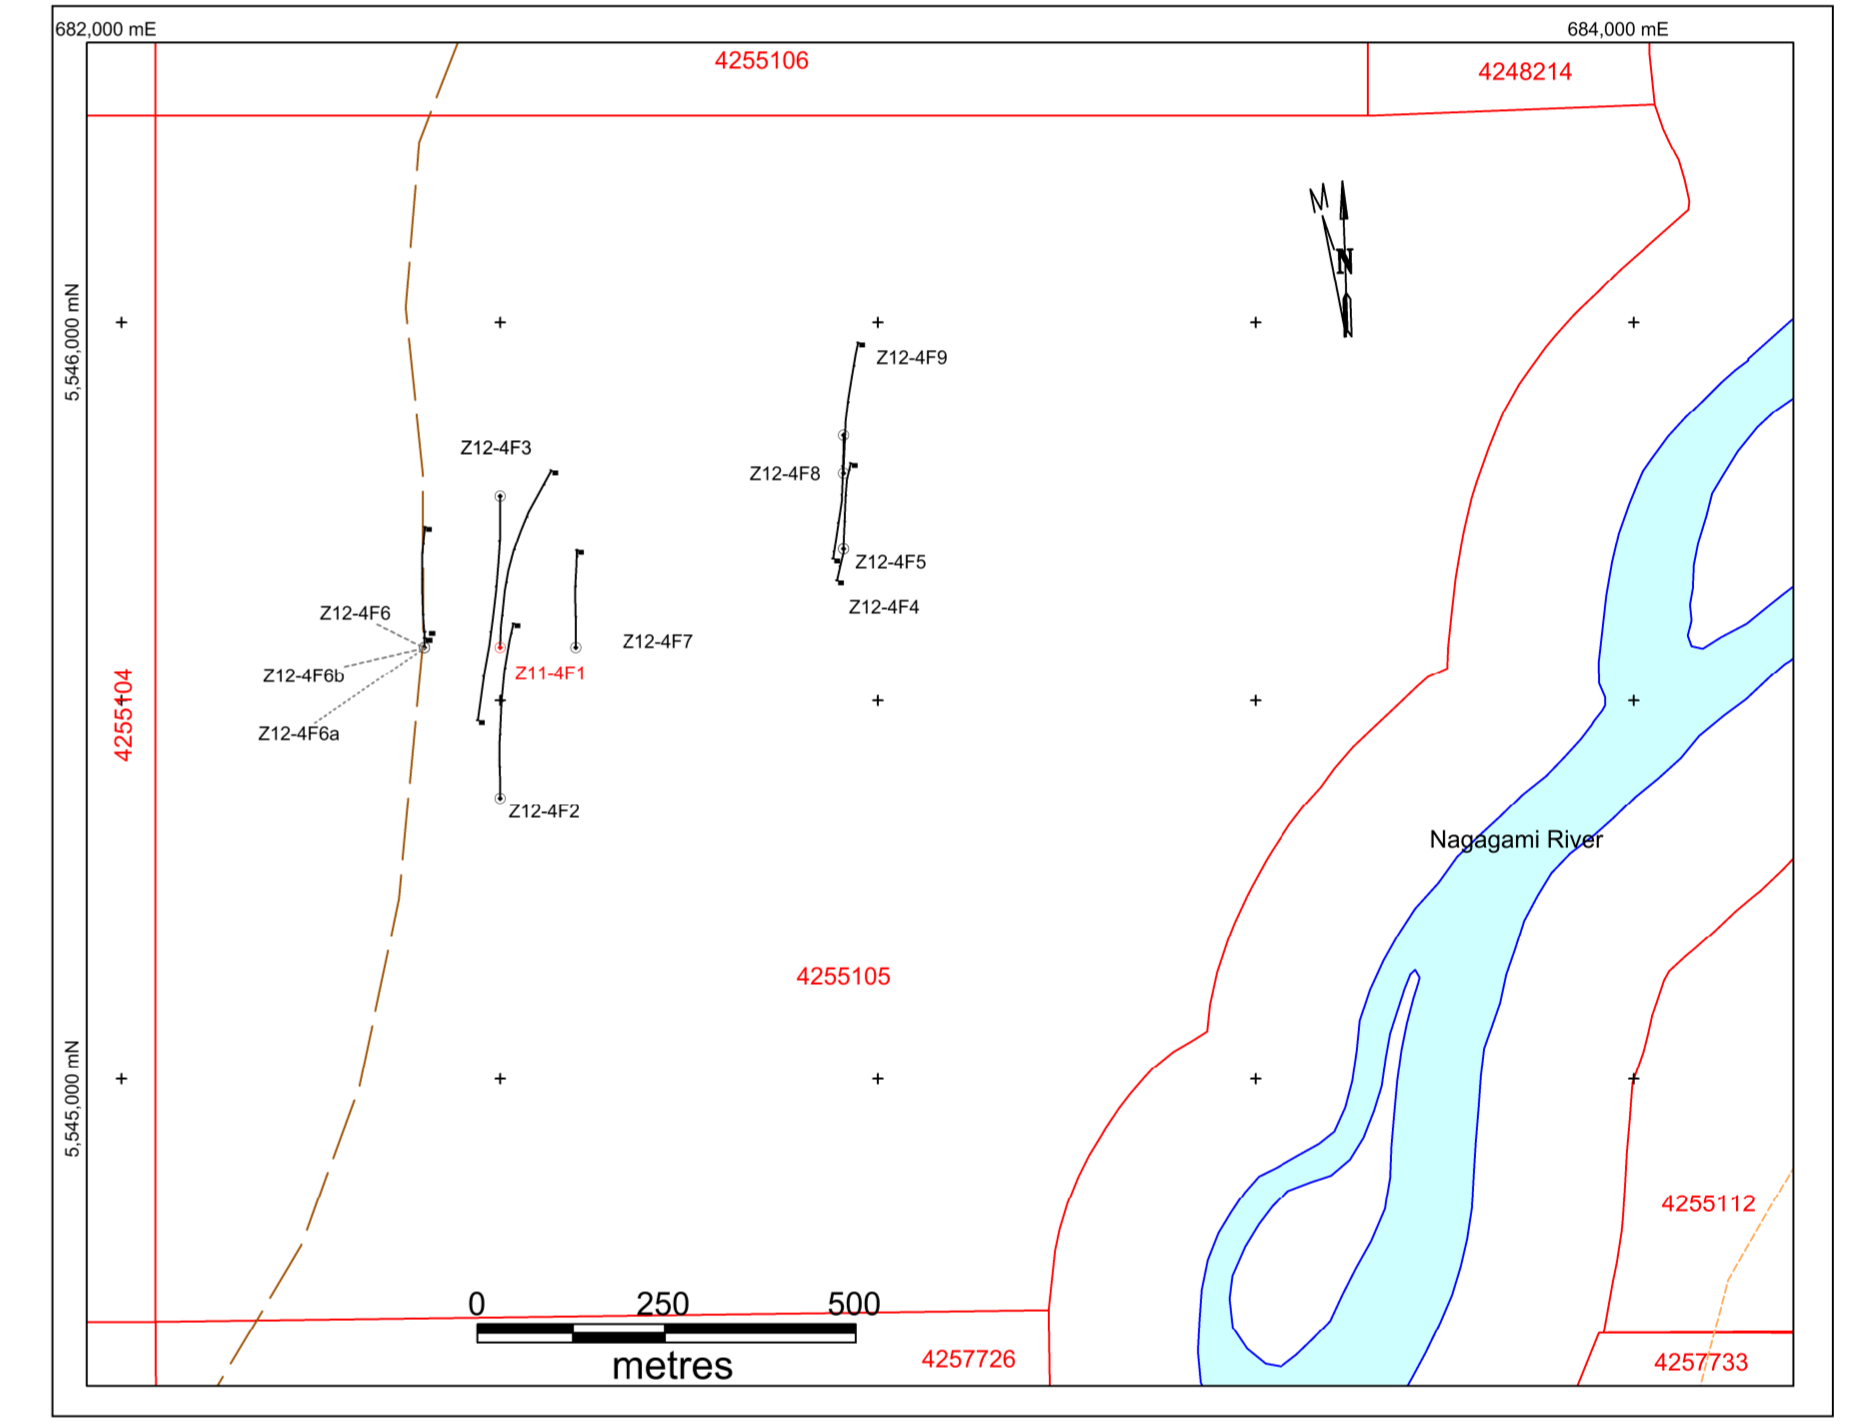 682,000 mE
684,000 mE
4255106
4248214
M
N
5,546,000 mN
Z12-4F9
Z12-4F3
Z12-4F8
Z12-4F5
Z12-4F6
Z12-4F4
Z12-4F7
Z12-4F6b
Z11-4F1
4255104
Z12-4F6a
Z12-4F2
Nagagami River
4255105
5,545,000 mN
4255112
0 250 500
metres
4257726
4257733